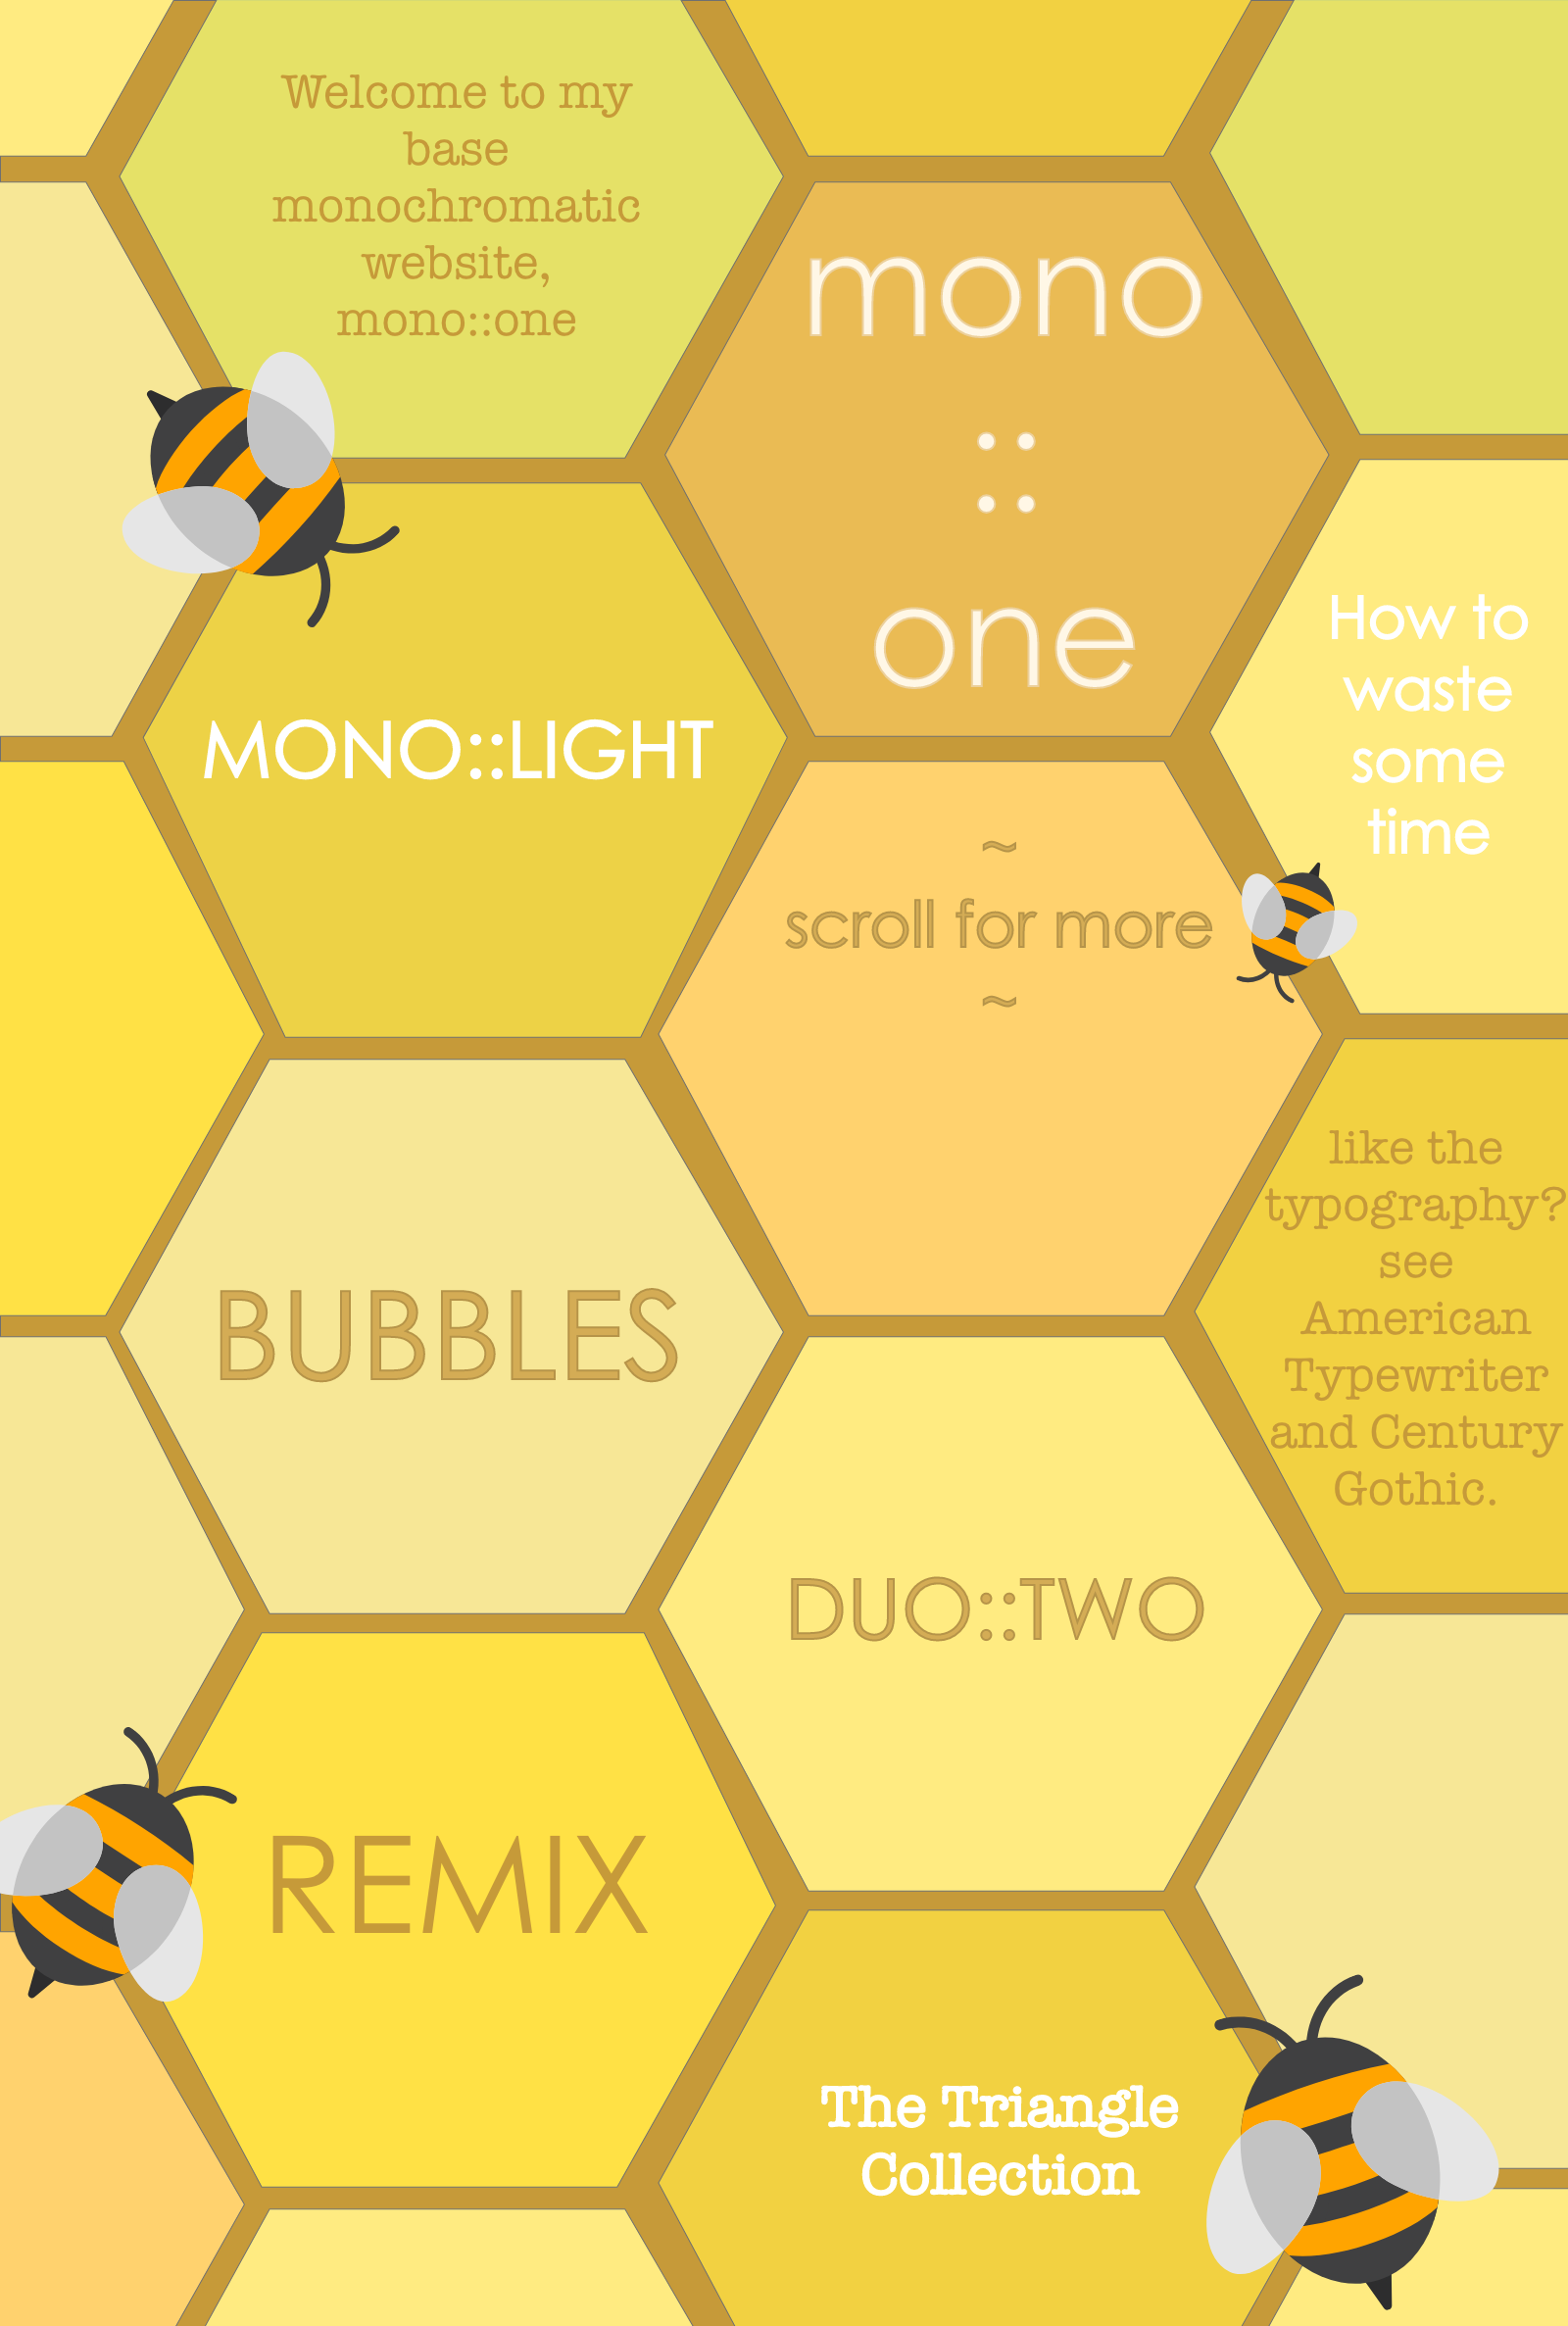 Welcome to my
base
monochromatic
website,
mono::one
mono
::
one
How to
waste
some
time
MONO::LIGHT
~
scroll for more
~
like the
typography?
see
American
Typewriter
and Century
Gothic.
BUBBLES
DUO::TWO
REMIX
The Triangle
Collection